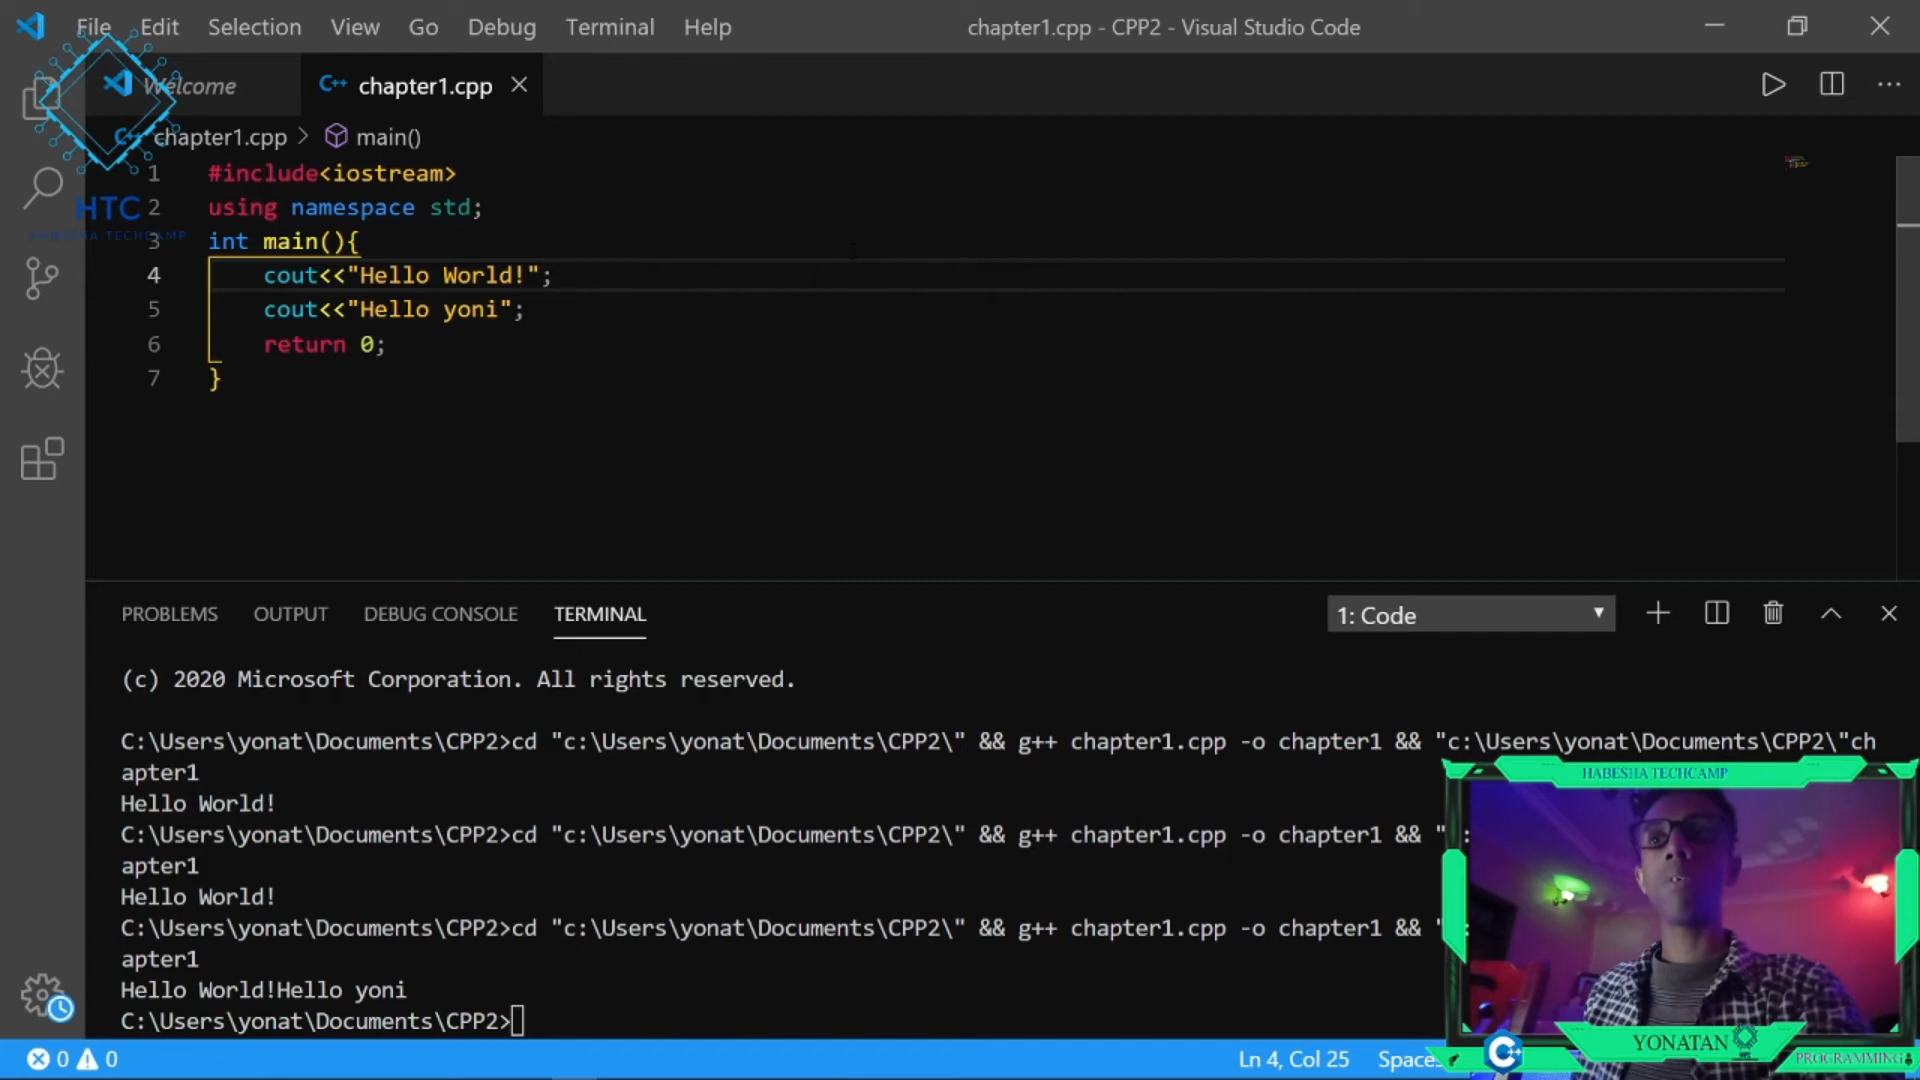 File Edit Selection View Go Debug Terminal Help chapter1.cpp - CPP2 - Visual Studio Code
Welcome C++ chapter1.cpp
C++ chapter1.cpp > main()
HTC
HABESHA TECHCAMP
1 #include<iostream>
2 using namespace std;
3 int main(){
4 cout<<"Hello World!";
5 cout<<"Hello yoni";
6 return 0;
7 }
PROBLEMS OUTPUT DEBUG CONSOLE TERMINAL 1: Code
(c) 2020 Microsoft Corporation. All rights reserved.
C:\Users\yonat\Documents\CPP2>cd "c:\Users\yonat\Documents\CPP2\" && g++ chapter1.cpp -o chapter1 && "c:\Users\yonat\Documents\CPP2\"ch
apter1
Hello World!
C:\Users\yonat\Documents\CPP2>cd "c:\Users\yonat\Documents\CPP2\" && g++ chapter1.cpp -o chapter1 && "
apter1
Hello World!
C:\Users\yonat\Documents\CPP2>cd "c:\Users\yonat\Documents\CPP2\" && g++ chapter1.cpp -o chapter1 && "
apter1
Hello World!Hello yoni
C:\Users\yonat\Documents\CPP2>
HABESHA TECHCAMP
YONATAN
PROGRAMMING
0 0 Ln 4, Col 25 Spaces